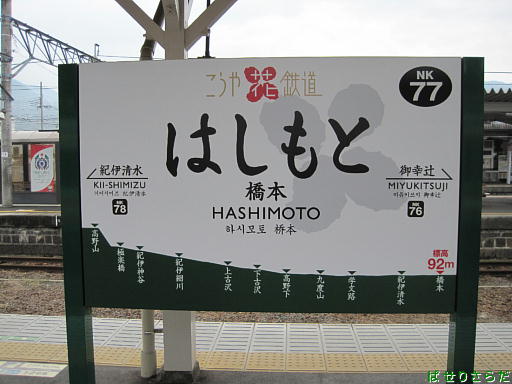 こうや花鉄道
NK
77
はしもと
橋本
HASHIMOTO
하시모토 桥本
紀伊清水
KII-SHIMIZU
NK
78
御幸辻
MIYUKITSUJI
NK
76
標高
92m
高野山
極楽橋
紀伊神谷
紀伊細川
上古沢
下古沢
高野下
九度山
学文路
紀伊清水
橋本
ぱせりさらだ